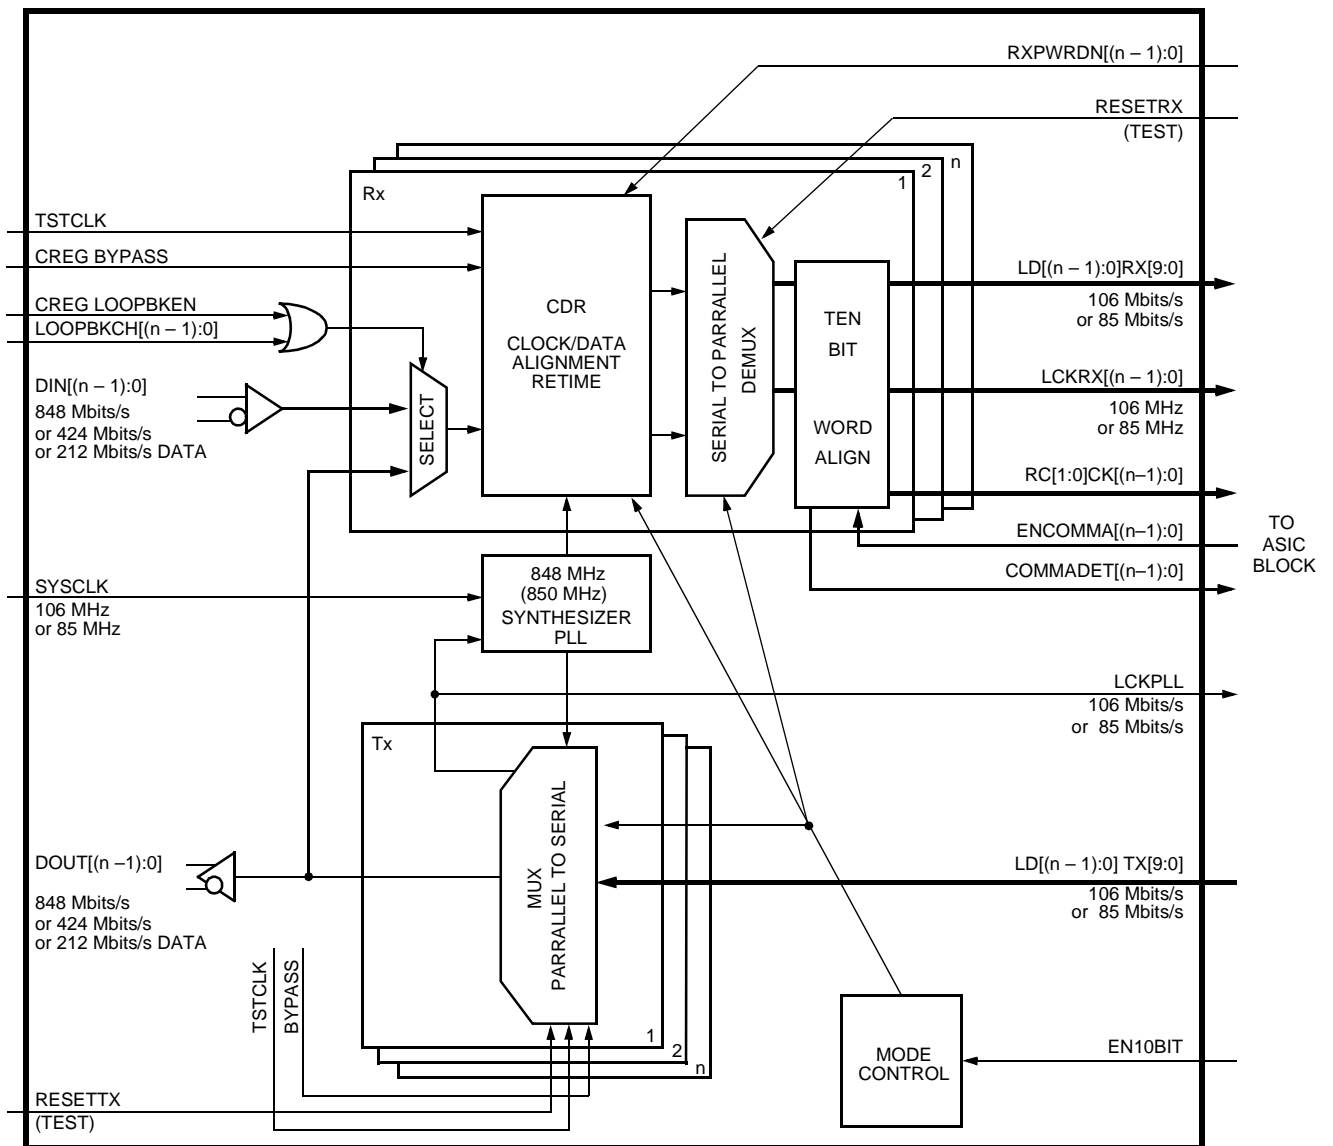 RXPWRDN[(n – 1):0]
RESETRX
(TEST)
Rx
1
2
n
TSTCLK
CREG BYPASS
CREG LOOPBKEN
LOOPBKCH[(n – 1):0]
DIN[(n – 1):0]
848 Mbits/s
or 424 Mbits/s
or 212 Mbits/s DATA
SELECT
CDR
CLOCK/DATA
ALIGNMENT
RETIME
SERIAL TO PARRALLEL
DEMUX
TEN
BIT
WORD
ALIGN
LD[(n – 1):0]RX[9:0]
106 Mbits/s
or 85 Mbits/s
LCKRX[(n – 1):0]
106 MHz
or 85 MHz
RC[1:0]CK[(n–1):0]
ENCOMMA[(n–1):0]
COMMADET[(n–1):0]
TO
ASIC
BLOCK
SYSCLK
106 MHz
or 85 MHz
848 MHz
(850 MHz)
SYNTHESIZER
PLL
LCKPLL
106 Mbits/s
or 85 Mbits/s
Tx
MUX
PARRALLEL TO SERIAL
1
2
n
DOUT[(n –1):0]
848 Mbits/s
or 424 Mbits/s
or 212 Mbits/s DATA
LD[(n – 1):0] TX[9:0]
106 Mbits/s
or 85 Mbits/s
TSTCLK
BYPASS
MODE
CONTROL
EN10BIT
RESETTX
(TEST)